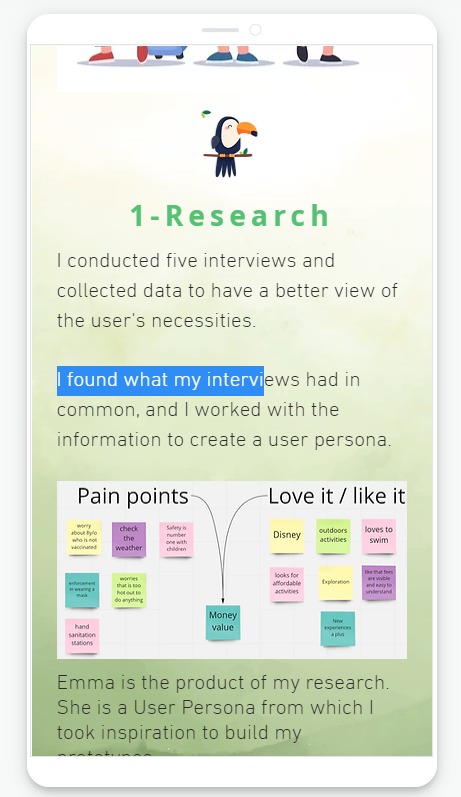 1-Research
I conducted five interviews and
collected data to have a better view of
the user's necessities.
I found what my interviews had in
common, and I worked with the
information to create a user persona.
Pain points
Love it / like it
worry
about 8y/o
who is not
vaccinated
check
the
weather
Safety is
number
one with
children
Disney
outdoors
activities
loves to
swim
enforcement
in wearing a
mask
worries
that is too
hot out to
do anything
looks for
affordable
activities
Exploration
like that fees
are visible
and easy to
understand
hand
sanitation
stations
Money
value
New
experiences
a plus
Emma is the product of my research.
She is a User Persona from which I
took inspiration to build my